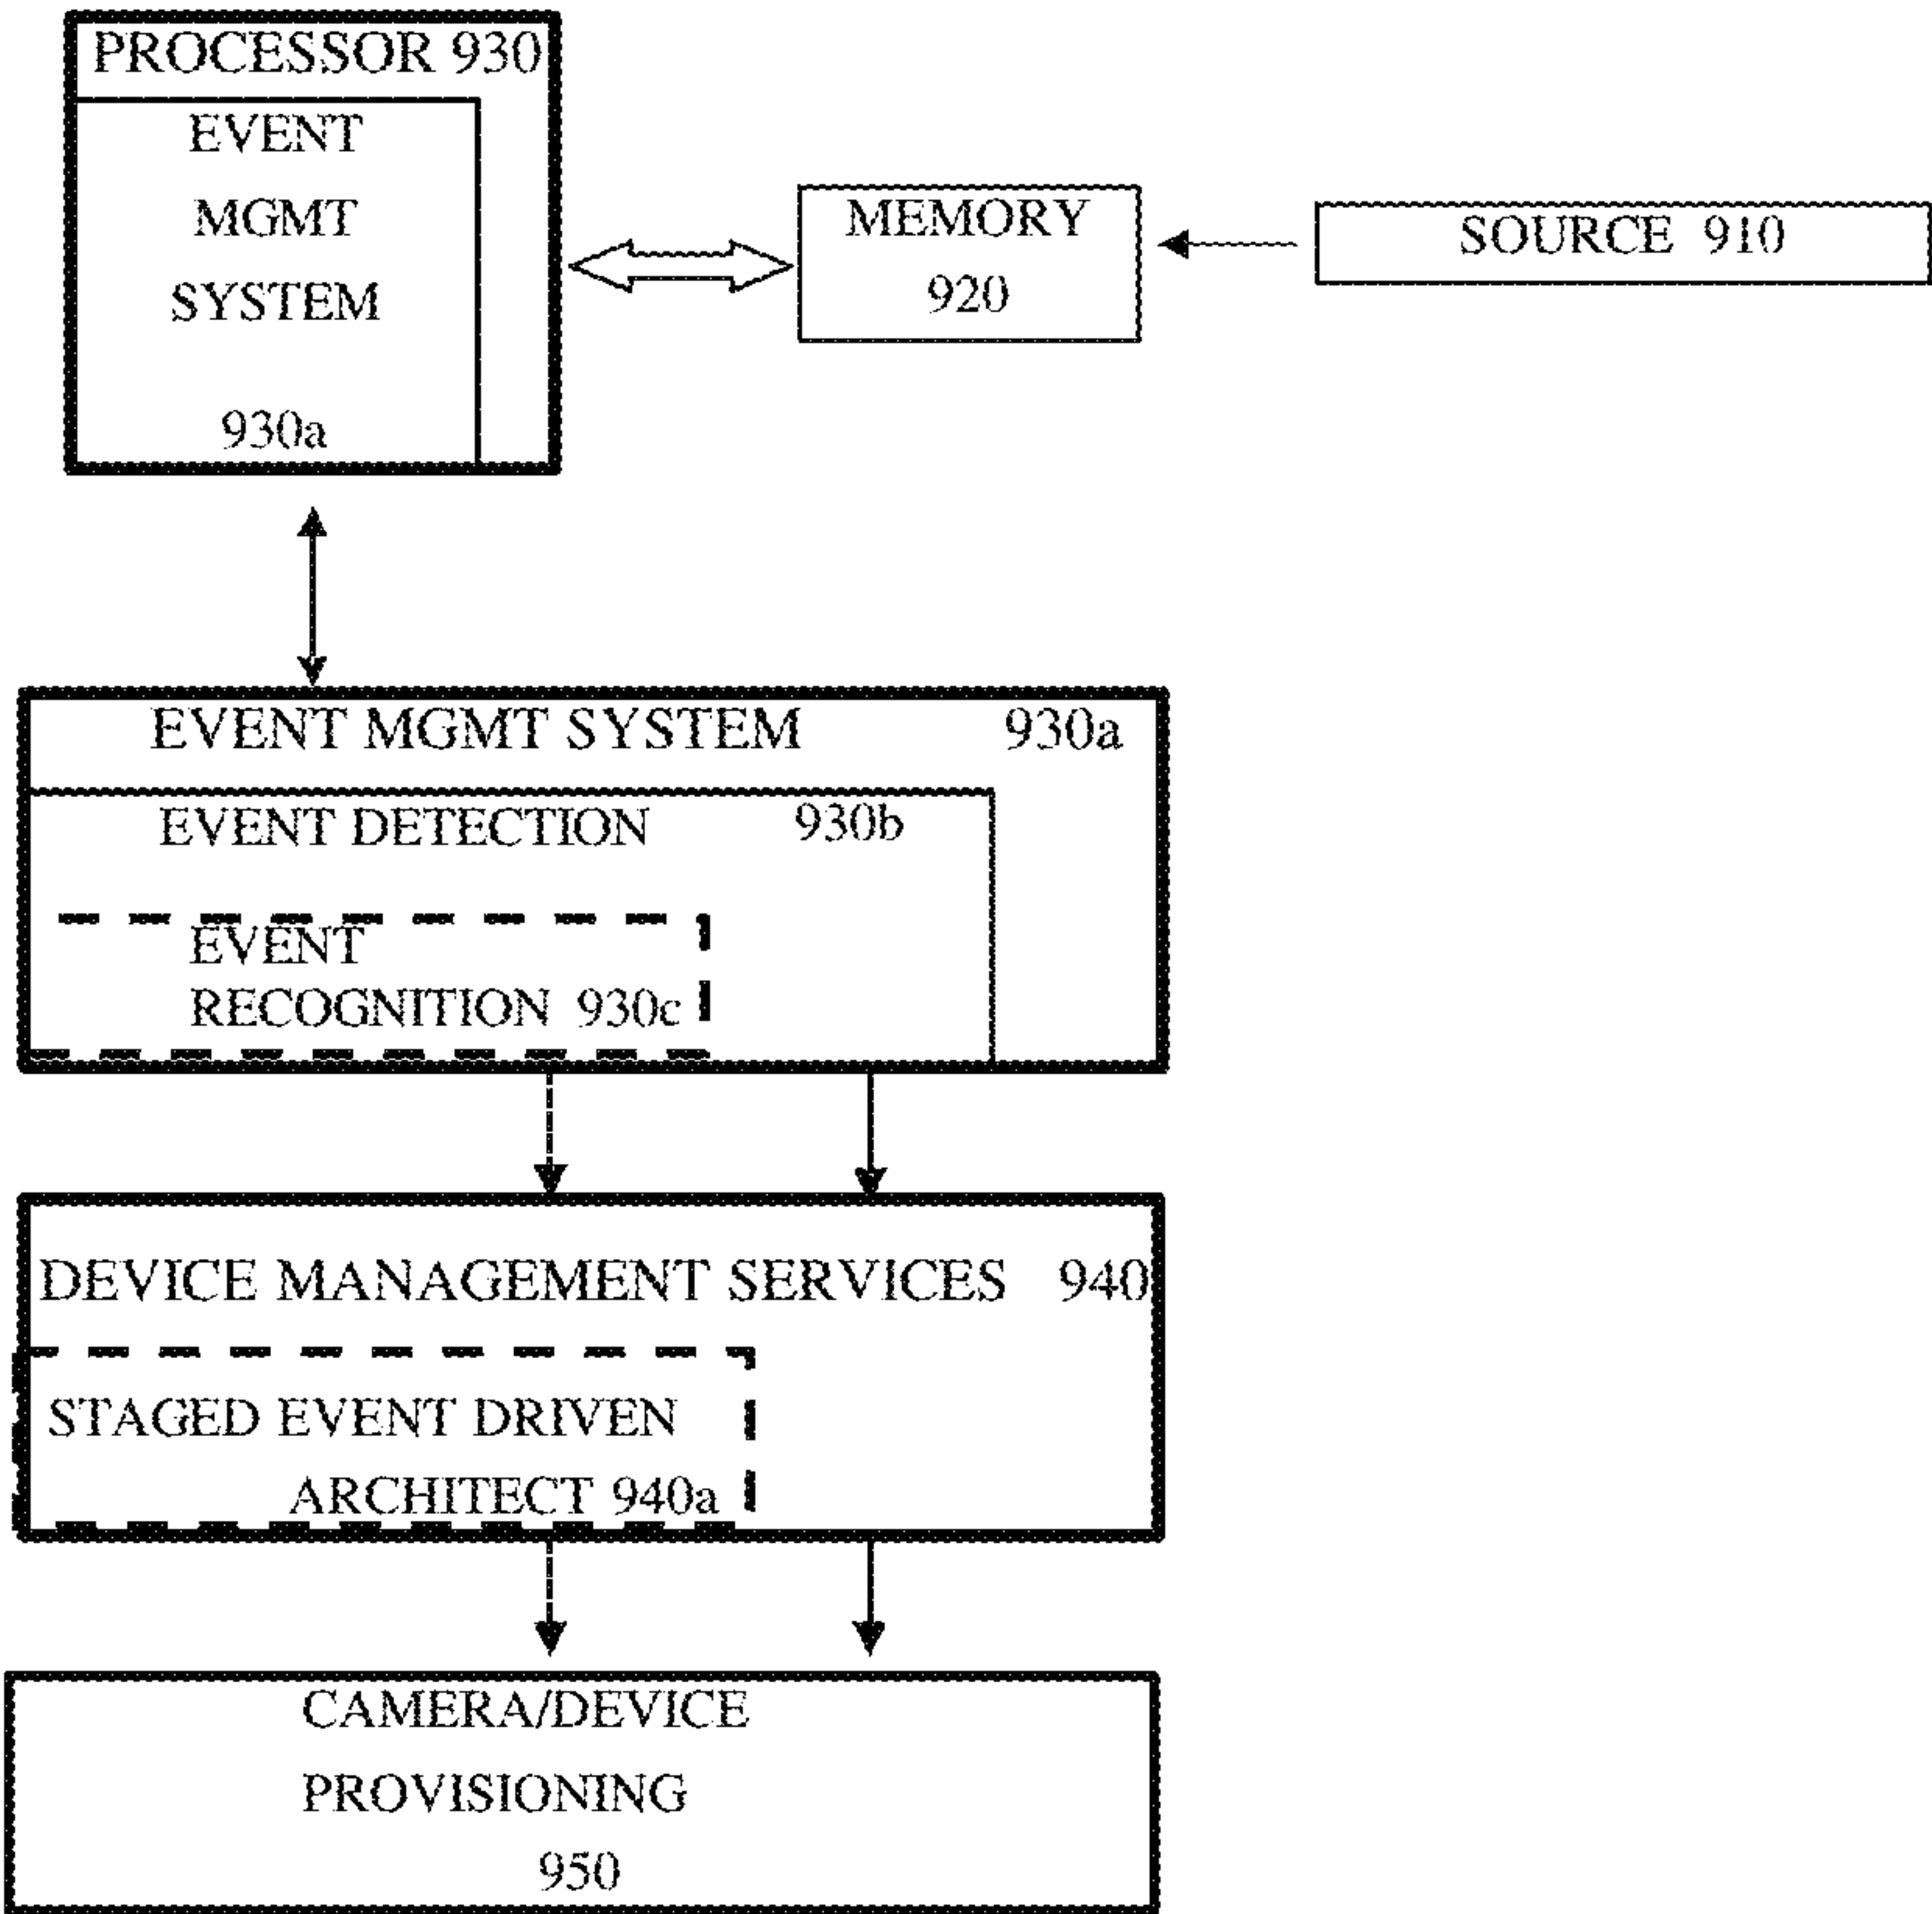 PROCESSOR 930
EVENT
MGMT
SYSTEM
930a
MEMORY
920
SOURCE 910
EVENT MGMT SYSTEM 930a
EVENT DETECTION 930b
EVENT
RECOGNITION 930c
DEVICE MANAGEMENT SERVICES 940
STAGED EVENT DRIVEN
ARCHITECT 940a
CAMERA/DEVICE
PROVISIONING
950